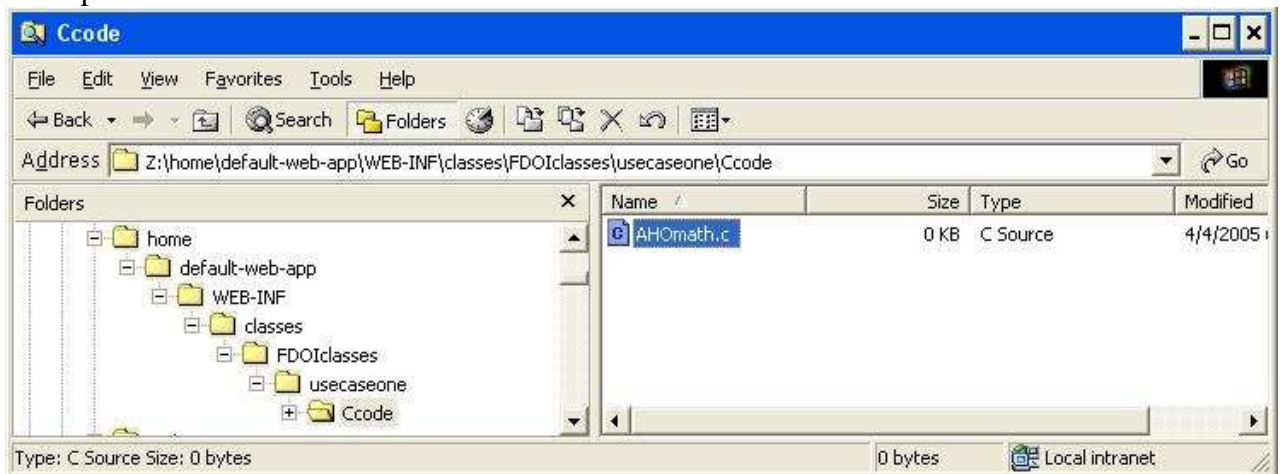 Ccode
File Edit View Favorites Tools Help
Back Search Folders
Address Z:\home\default-web-app\WEB-INF\classes\FDOIclasses\usecaseone\Ccode Go
Folders Name Size Type Modified
AHOmath.c 0 KB C Source 4/4/2005
home
default-web-app
WEB-INF
classes
FDOIclasses
usecaseone
Ccode
Type: C Source Size: 0 bytes 0 bytes Local intranet